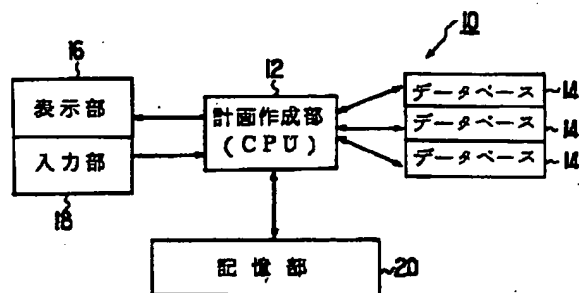 10
16
表示部
入力部
18
12
計画作成部
(CPU)
データベース 14
データベース 14
データベース 14
記憶部 20